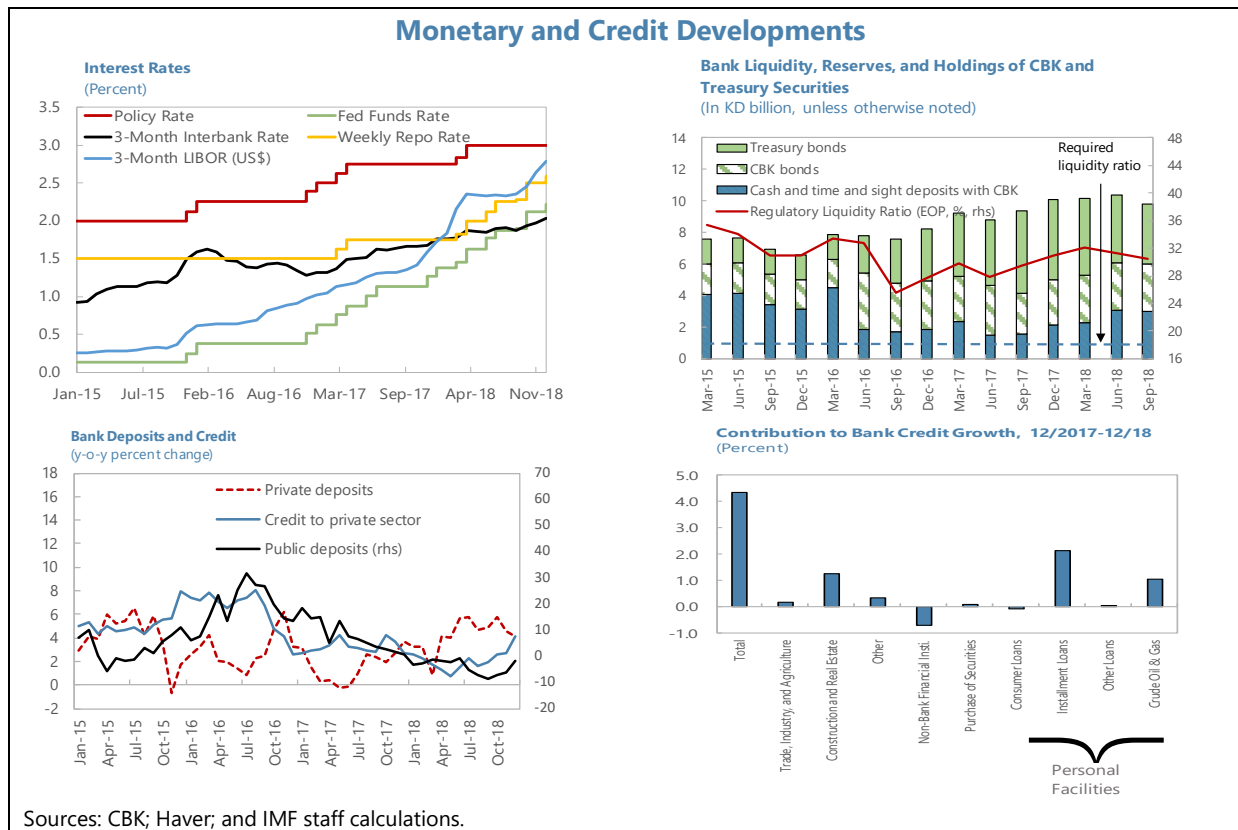 Monetary and Credit Developments
Interest Rates
(Percent)
3.5
3.0
2.5
2.0
1.5
1.0
0.5
0.0
Policy Rate
Fed Funds Rate
3-Month Interbank Rate
Weekly Repo Rate
3-Month LIBOR (US$)
Jan-15
Jul-15
Feb-16
Aug-16
Mar-17
Sep-17
Apr-18
Nov-18
Bank Liquidity, Reserves, and Holdings of CBK and
Treasury Securities
(In KD billion, unless otherwise noted)
14
12
10
8
6
4
2
0
Treasury bonds
CBK bonds
Cash and time and sight deposits with CBK
Regulatory Liquidity Ratio (EOP, %, rhs)
Required
liquidity ratio
48
44
40
36
32
28
24
20
16
Mar-15
Jun-15
Sep-15
Dec-15
Mar-16
Jun-16
Sep-16
Dec-16
Mar-17
Jun-17
Sep-17
Dec-17
Mar-18
Jun-18
Sep-18
Bank Deposits and Credit
(y-o-y percent change)
18
16
14
12
10
8
6
4
2
0
-2
Private deposits
Credit to private sector
Public deposits (rhs)
70
60
50
40
30
20
10
0
-10
-20
Jan-15
Apr-15
Jul-15
Oct-15
Jan-16
Apr-16
Jul-16
Oct-16
Jan-17
Apr-17
Jul-17
Oct-17
Jan-18
Apr-18
Jul-18
Oct-18
Contribution to Bank Credit Growth, 12/2017-12/18
(Percent)
5.0
4.0
3.0
2.0
1.0
0.0
-1.0
Total
Trade, Industry, and Agriculture
Construction and Real Estate
Other
Non-Bank Financial Insti.
Purchase of Securities
Consumer Loans
Installment Loans
Other Loans
Crude Oil & Gas
Personal
Facilities
Sources: CBK; Haver; and IMF staff calculations.